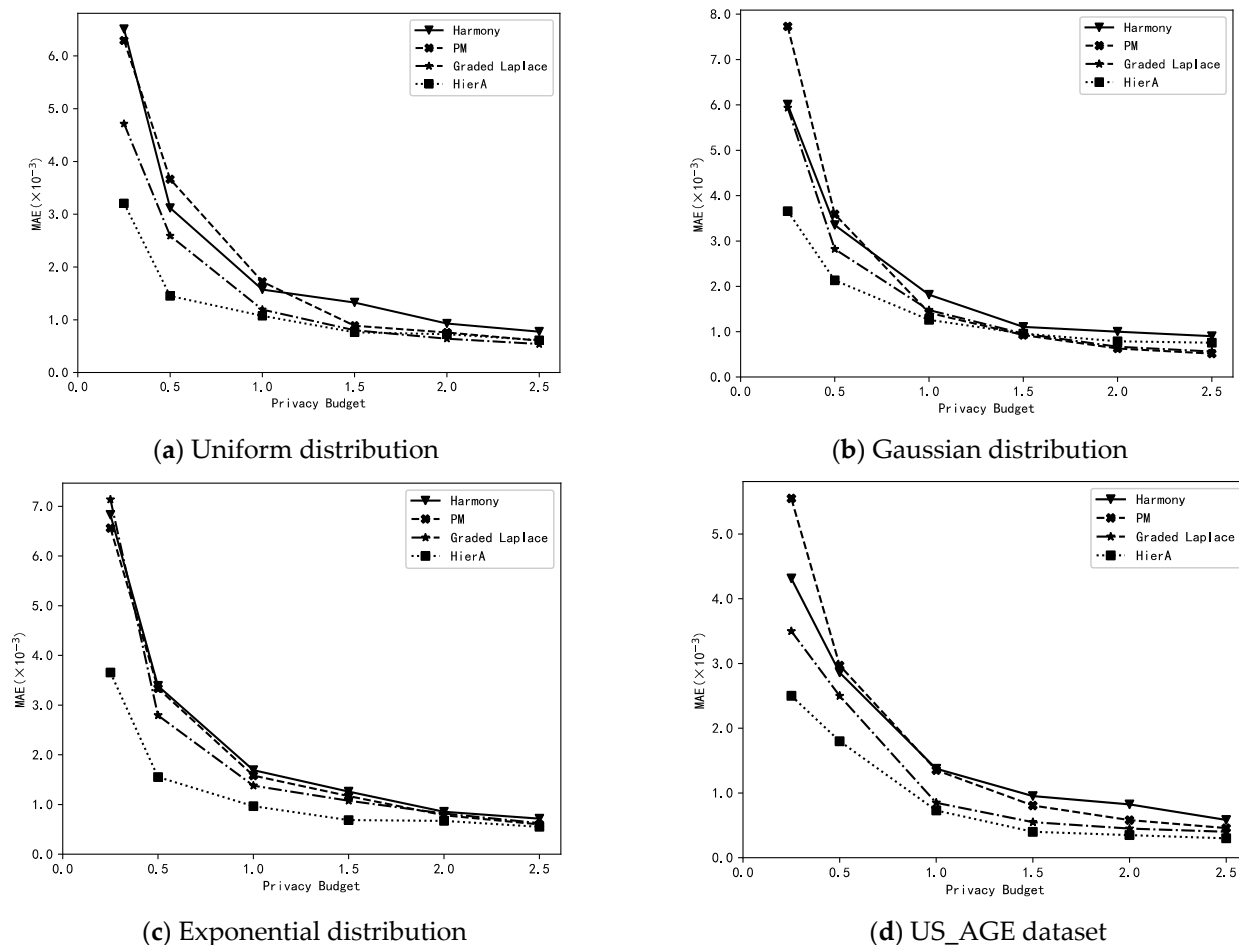 6.0
5.0
4.0
3.0
2.0
1.0
0.0
MAE(×10⁻³)
0.0
0.5
1.0
1.5
2.0
2.5
Privacy Budget
Harmony
PM
Graded Laplace
HierA
(a) Uniform distribution
8.0
7.0
6.0
5.0
4.0
3.0
2.0
1.0
0.0
MAE(×10⁻³)
0.0
0.5
1.0
1.5
2.0
2.5
Privacy Budget
Harmony
PM
Graded Laplace
HierA
(b) Gaussian distribution
7.0
6.0
5.0
4.0
3.0
2.0
1.0
0.0
MAE(×10⁻³)
0.0
0.5
1.0
1.5
2.0
2.5
Privacy Budget
Harmony
PM
Graded Laplace
HierA
(c) Exponential distribution
5.0
4.0
3.0
2.0
1.0
0.0
MAE(×10⁻³)
0.0
0.5
1.0
1.5
2.0
2.5
Privacy Budget
Harmony
PM
Graded Laplace
HierA
(d) US_AGE dataset